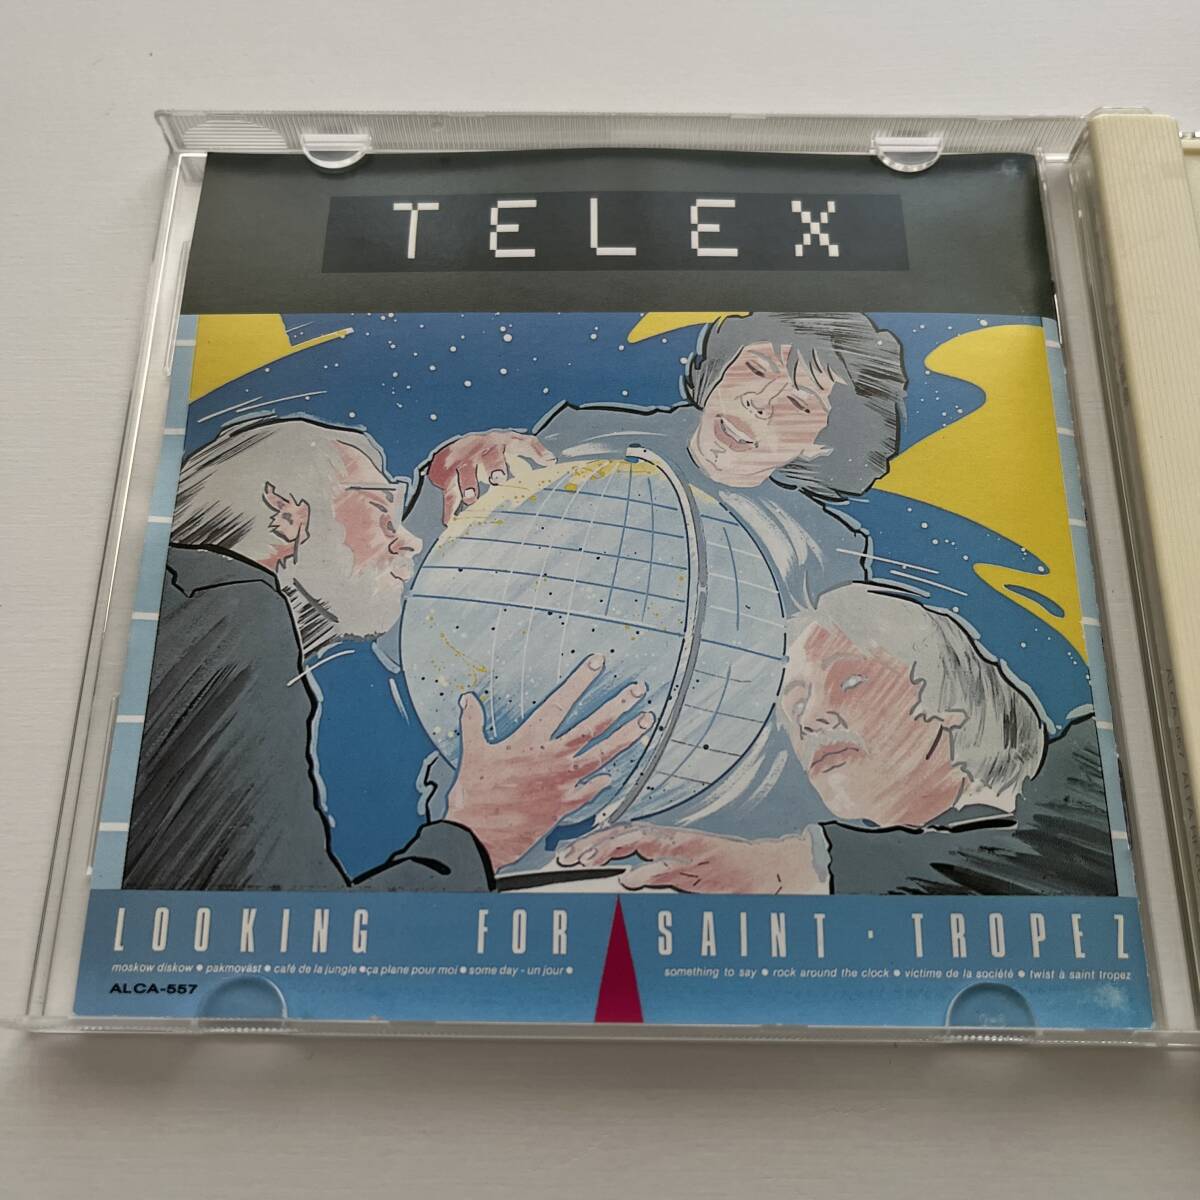 TELEX
LOOKING FOR SAINT · TROPEZ
moskow diskow ● pakmoväst ● café de la jungle ● ça plane pour moi ● some day - un jour ●
something to say ● rock around the clock ● victime de la société ● twist à saint tropez
ALCA-557